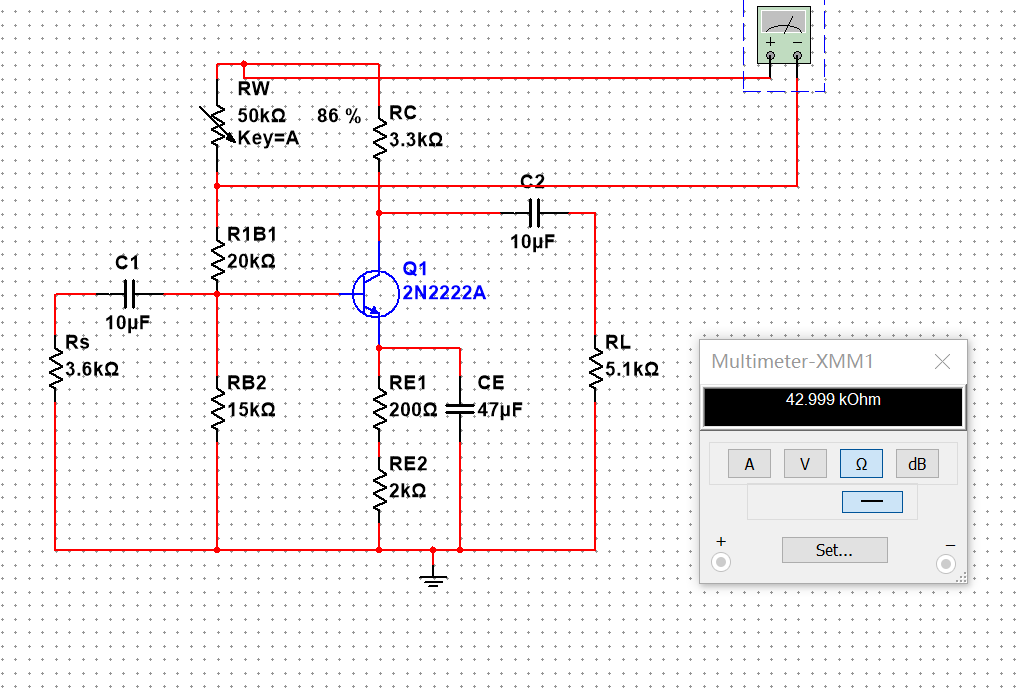 + −
RW
50kΩ 86 %
Key=A
RC
3.3kΩ
C2
10µF
R1B1
20kΩ
C1
10µF
Q1
2N2222A
Rs
3.6kΩ
RB2
15kΩ
RE1
200Ω
CE
47µF
RL
5.1kΩ
RE2
2kΩ
Multimeter-XMM1
42.999 kOhm
A V Ω dB
+ −
Set...